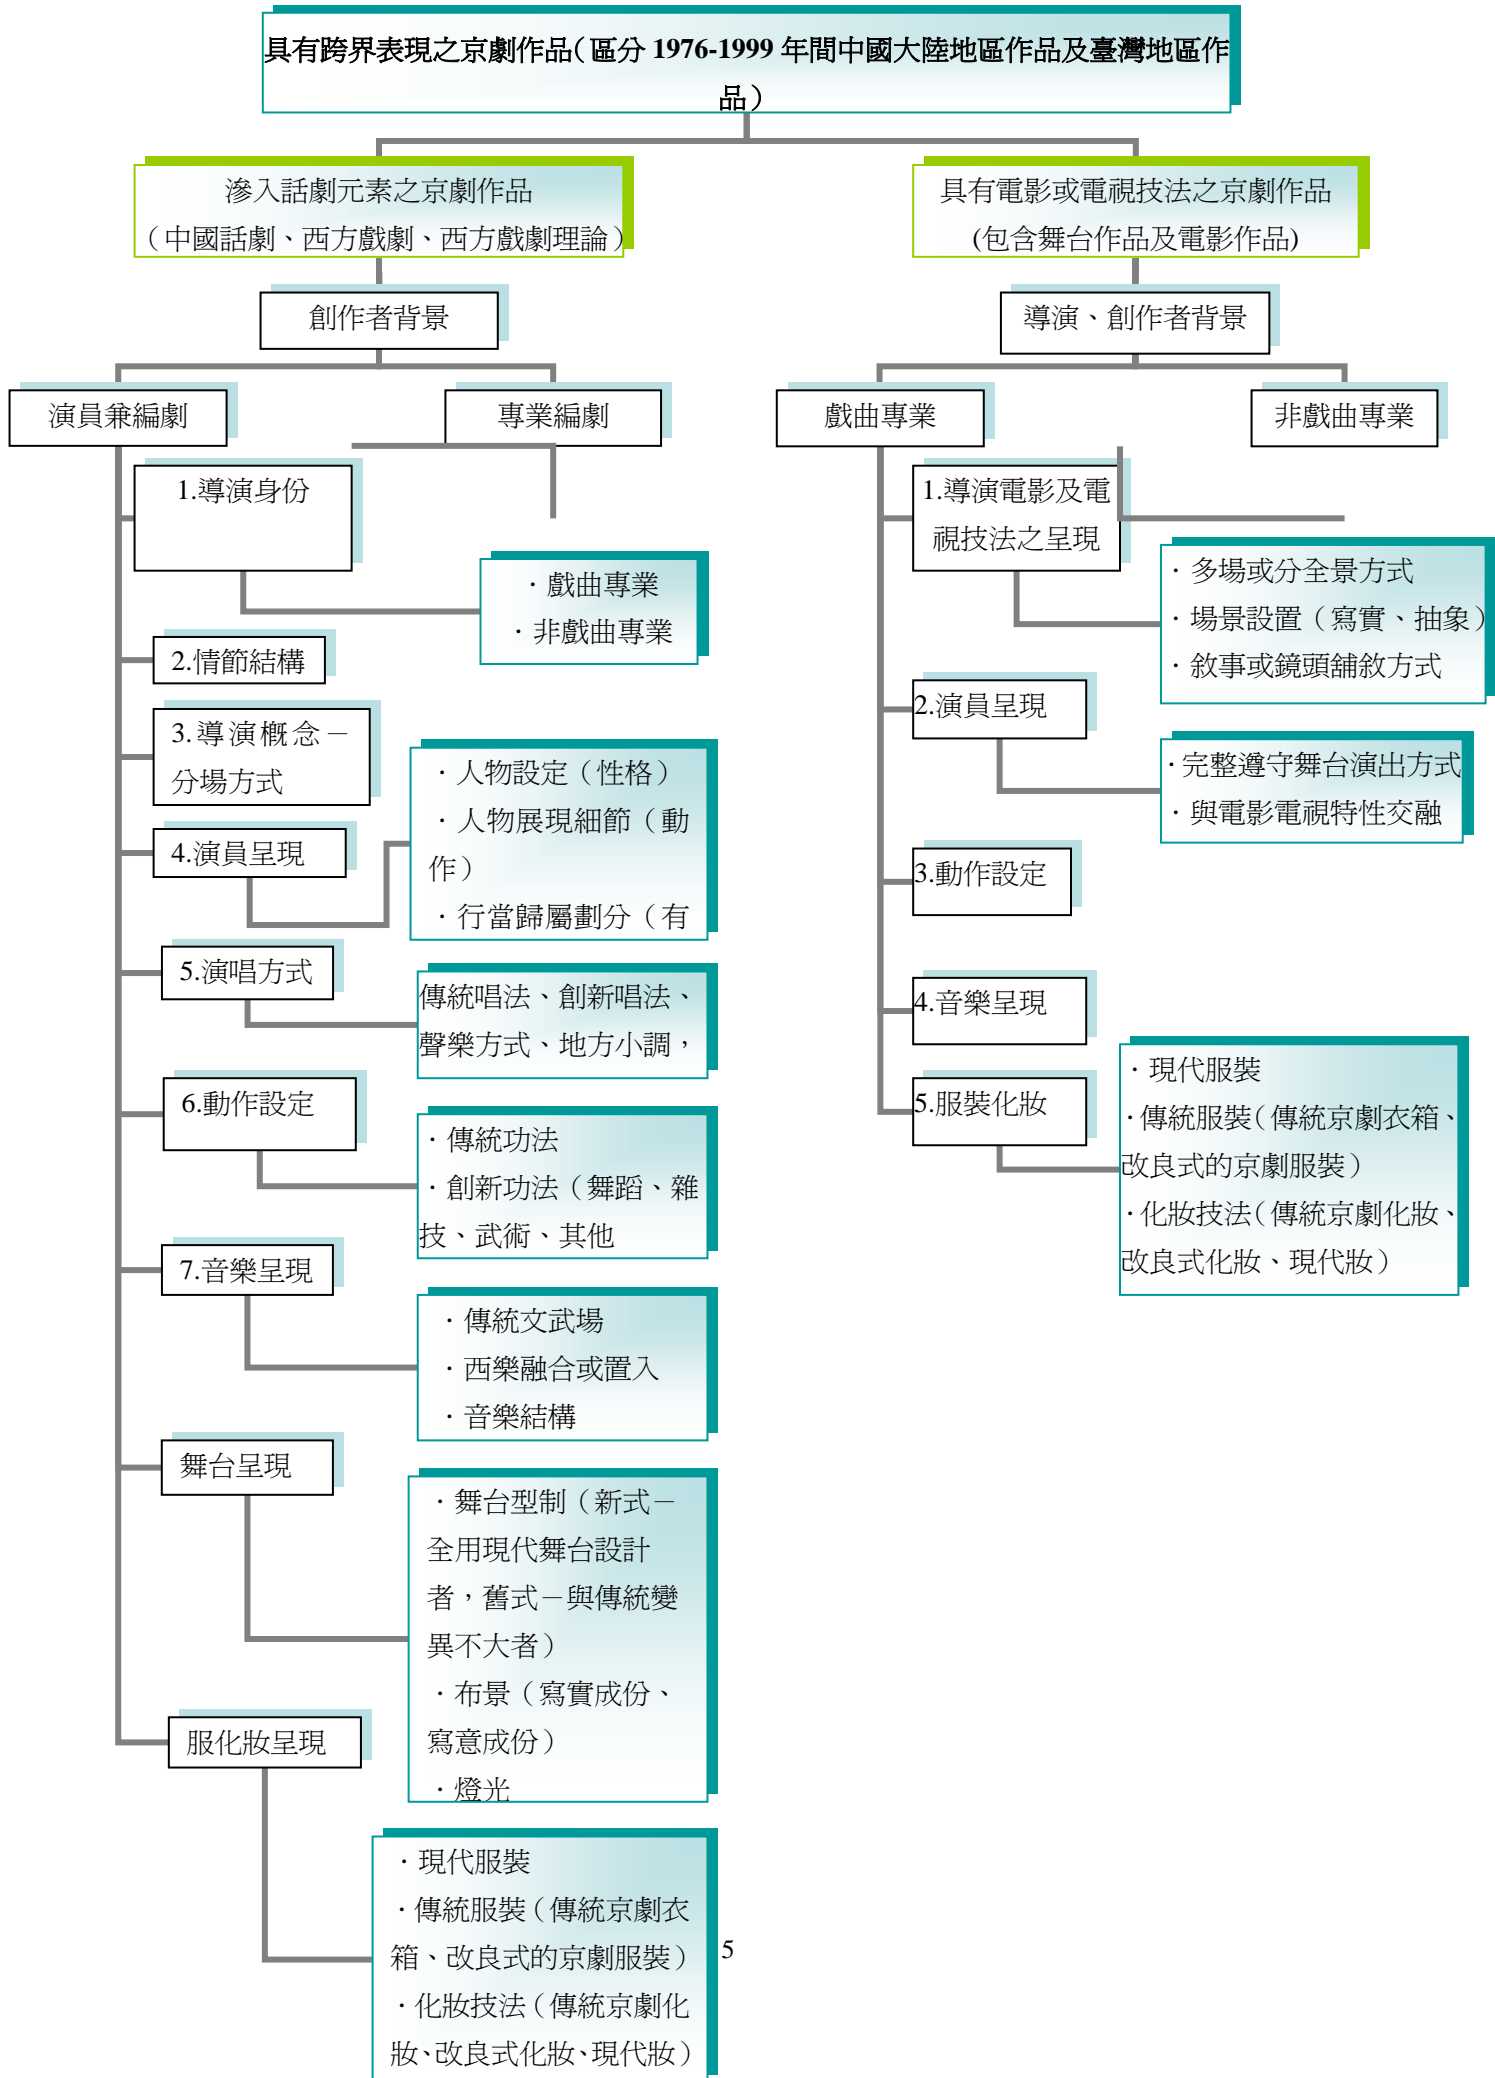 具有跨界表現之京劇作品(區分 1976-1999 年間中國大陸地區作品及臺灣地區作
品)
滲入話劇元素之京劇作品
(中國話劇、西方戲劇、西方戲劇理論)
創作者背景
演員兼編劇
專業編劇
1.導演身份
·戲曲專業
·非戲曲專業
2.情節結構
3.導演概念－
分場方式
4.演員呈現
·人物設定（性格）
·人物展現細節（動
作）
·行當歸屬劃分（有
5.演唱方式
傳統唱法、創新唱法、
聲樂方式、地方小調，
6.動作設定
·傳統功法
·創新功法（舞蹈、雜
技、武術、其他
7.音樂呈現
·傳統文武場
·西樂融合或置入
·音樂結構
舞台呈現
·舞台型制（新式－
全用現代舞台設計
者，舊式－與傳統變
異不大者）
·布景（寫實成份、
寫意成份）
·燈光
服化妝呈現
·現代服裝
·傳統服裝（傳統京劇衣
箱、改良式的京劇服裝）
·化妝技法（傳統京劇化
妝、改良式化妝、現代妝）
具有電影或電視技法之京劇作品
(包含舞台作品及電影作品)
導演、創作者背景
戲曲專業
非戲曲專業
1.導演電影及電
視技法之呈現
·多場或分全景方式
·場景設置（寫實、抽象）
·敘事或鏡頭舖敘方式
2.演員呈現
·完整遵守舞台演出方式
·與電影電視特性交融
3.動作設定
4.音樂呈現
5.服裝化妝
·現代服裝
·傳統服裝（傳統京劇衣箱、
改良式的京劇服裝）
·化妝技法（傳統京劇化妝、
改良式化妝、現代妝）
5